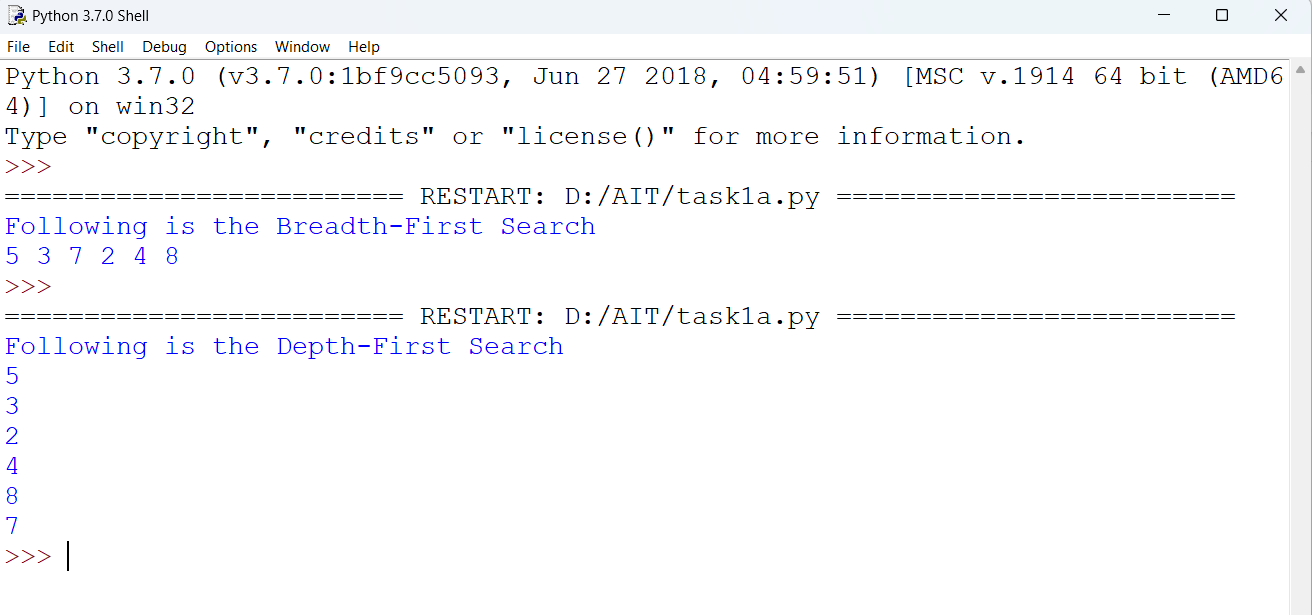 Python 3.7.0 Shell
File Edit Shell Debug Options Window Help
Python 3.7.0 (v3.7.0:1bf9cc5093, Jun 27 2018, 04:59:51) [MSC v.1914 64 bit (AMD6
4)] on win32
Type "copyright", "credits" or "license()" for more information.
>>>
========================= RESTART: D:/AIT/task1a.py =========================
Following is the Breadth-First Search
5 3 7 2 4 8
>>>
========================= RESTART: D:/AIT/task1a.py =========================
Following is the Depth-First Search
5
3
2
4
8
7
>>>